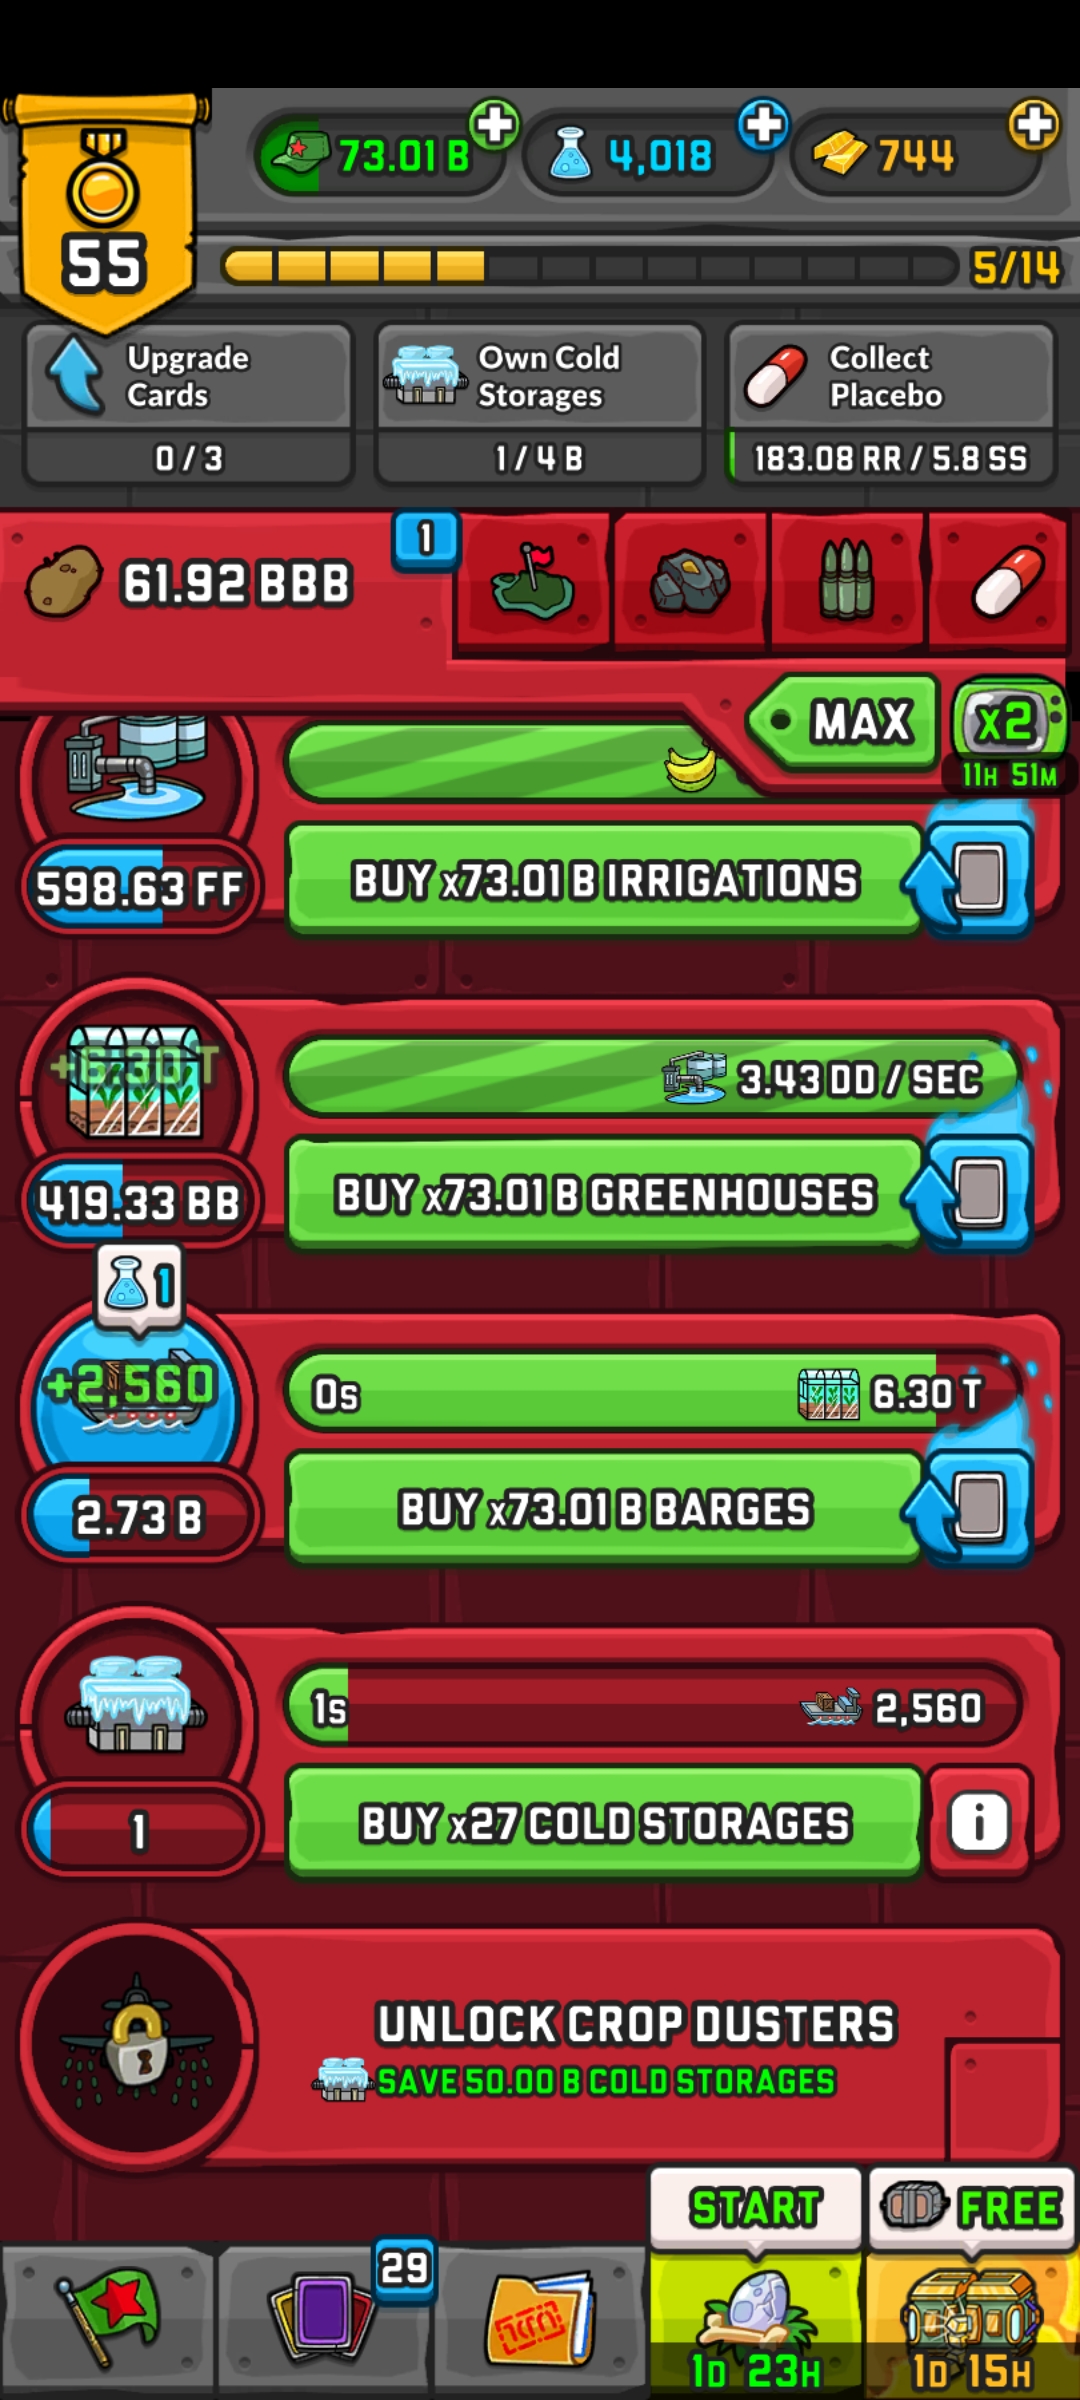 73.01 B
4,018
744
55
5/14
Upgrade
Cards
0 / 3
Own Cold
Storages
1 / 4 B
Collect
Placebo
183.08 RR / 5.8 SS
61.92 BBB
1
MAX
x2
11H 51M
598.63 FF
BUY x73.01 B IRRIGATIONS
+6.30 T
3.43 DD / SEC
419.33 BB
BUY x73.01 B GREENHOUSES
1
+2,560
0s
6.30 T
2.73 B
BUY x73.01 B BARGES
1s
2,560
1
BUY x27 COLD STORAGES
i
UNLOCK CROP DUSTERS
SAVE 50.00 B COLD STORAGES
START
FREE
29
1D 23H
1D 15H